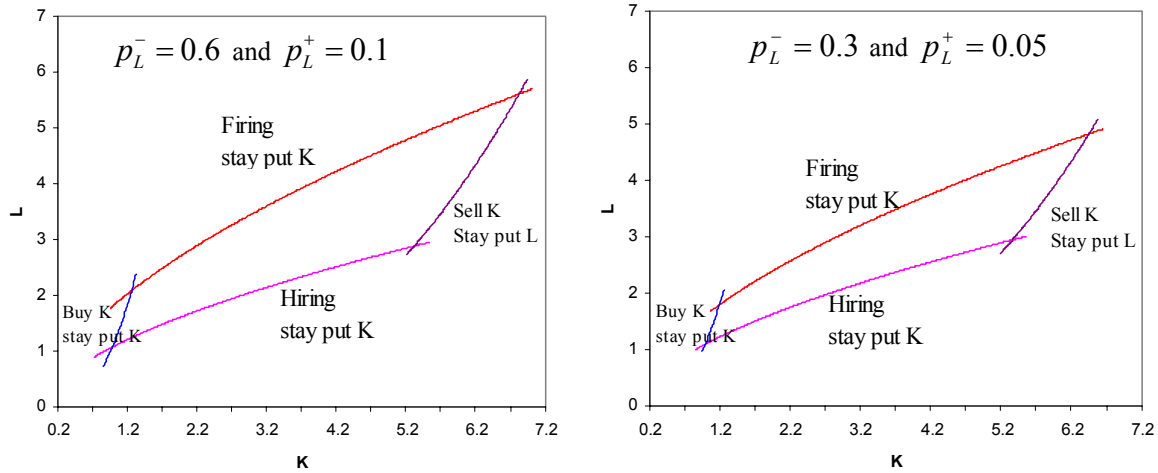 7
6
5
4
3
2
1
0
L
p_L^- = 0.6 and p_L^+ = 0.1
Firing
stay put K
Sell K
Stay put L
Buy K
stay put K
Hiring
stay put K
0.2 1.2 2.2 3.2 4.2 5.2 6.2 7.2
K
7
6
5
4
3
2
1
0
L
p_L^- = 0.3 and p_L^+ = 0.05
Firing
stay put K
Sell K
Stay put L
Buy K
stay put K
Hiring
stay put K
0.2 1.2 2.2 3.2 4.2 5.2 6.2 7.2
K